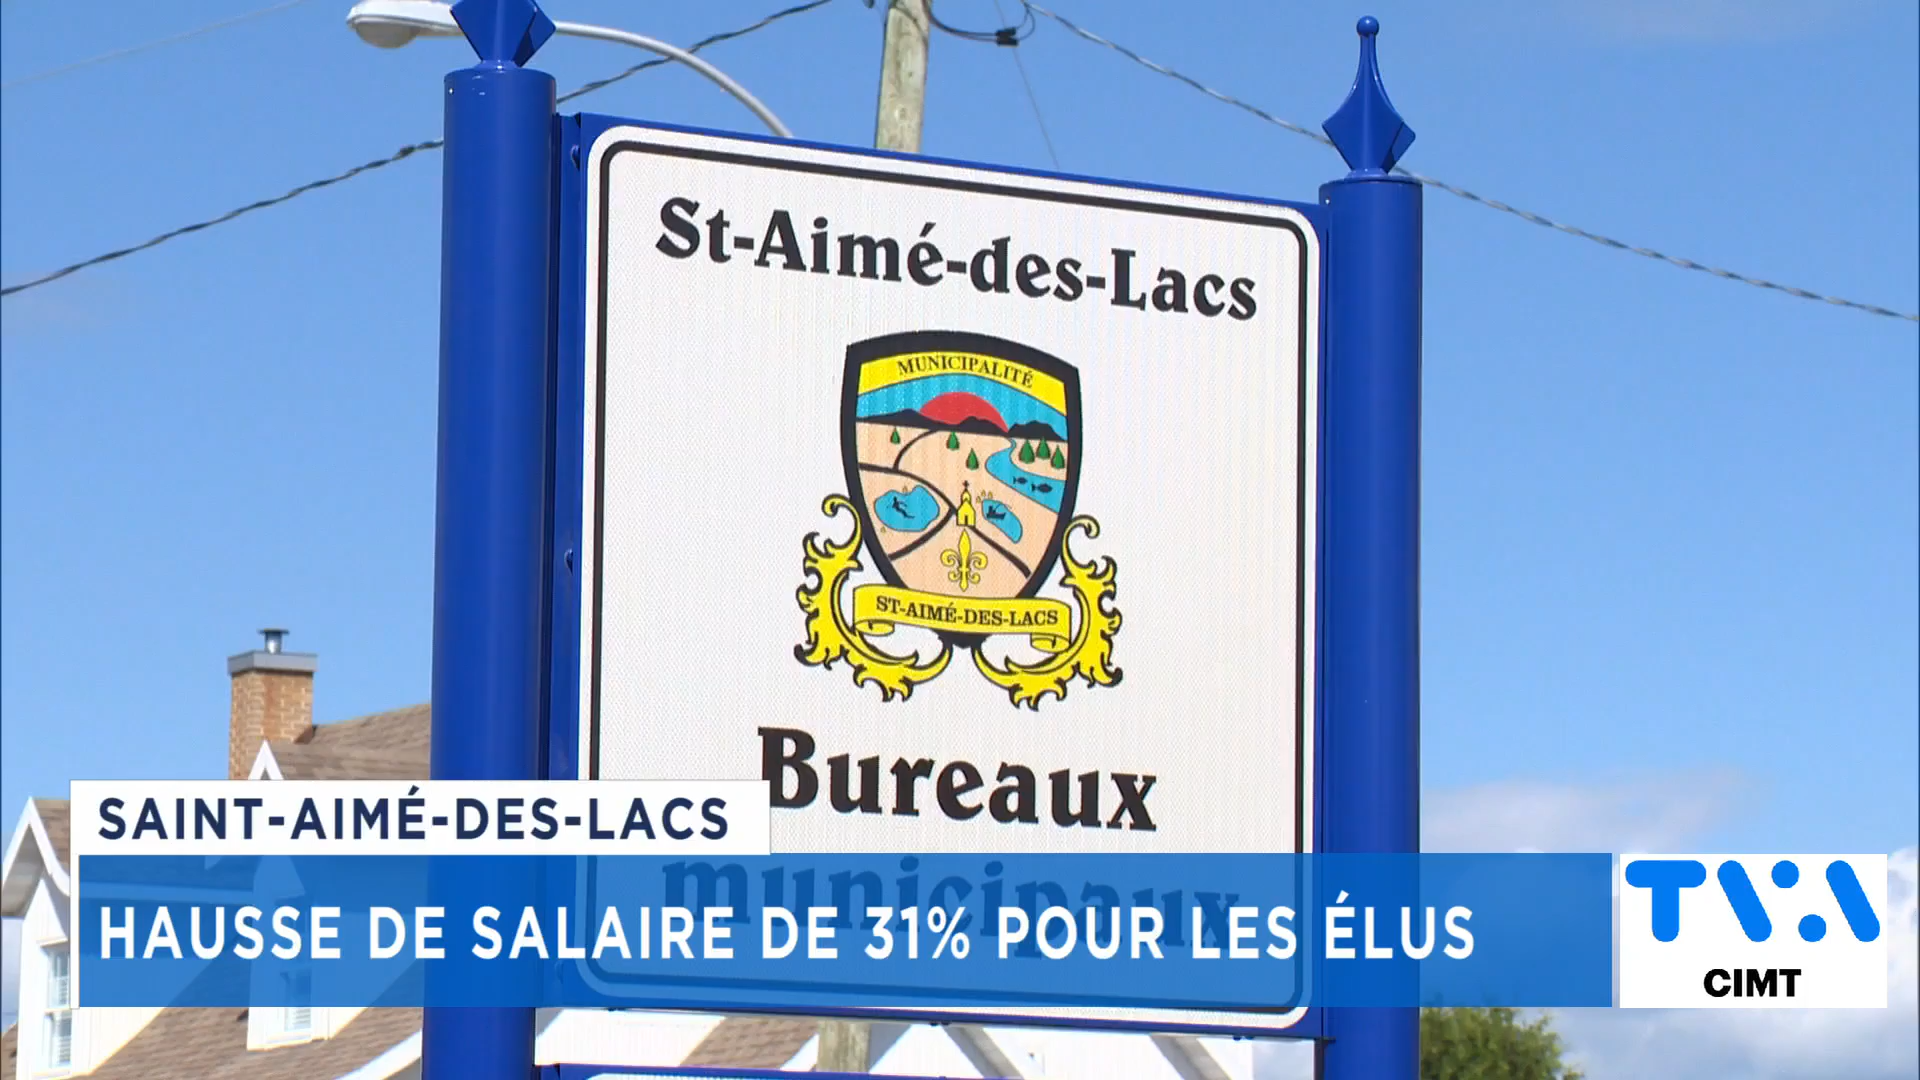 St-Aimé-des-Lacs
MUNICIPALITÉ
ST-AIMÉ-DES-LACS
Bureaux
municipaux
SAINT-AIMÉ-DES-LACS
HAUSSE DE SALAIRE DE 31% POUR LES ÉLUS
TVA
CIMT